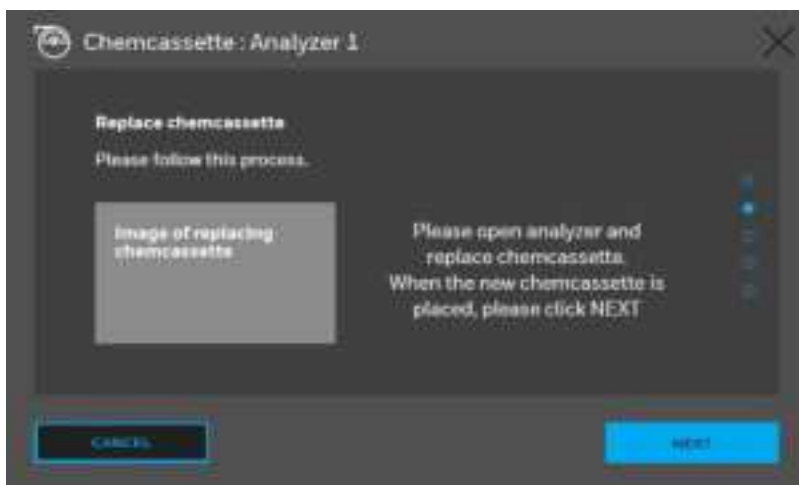 Chemcassette : Analyzer 1
Replace chemcassette
Please follow this process.
Image of replacing
chemcassette
Please open analyzer and
replace chemcassette.
When the new chemcassette is
placed, please click NEXT
CANCEL
NEXT